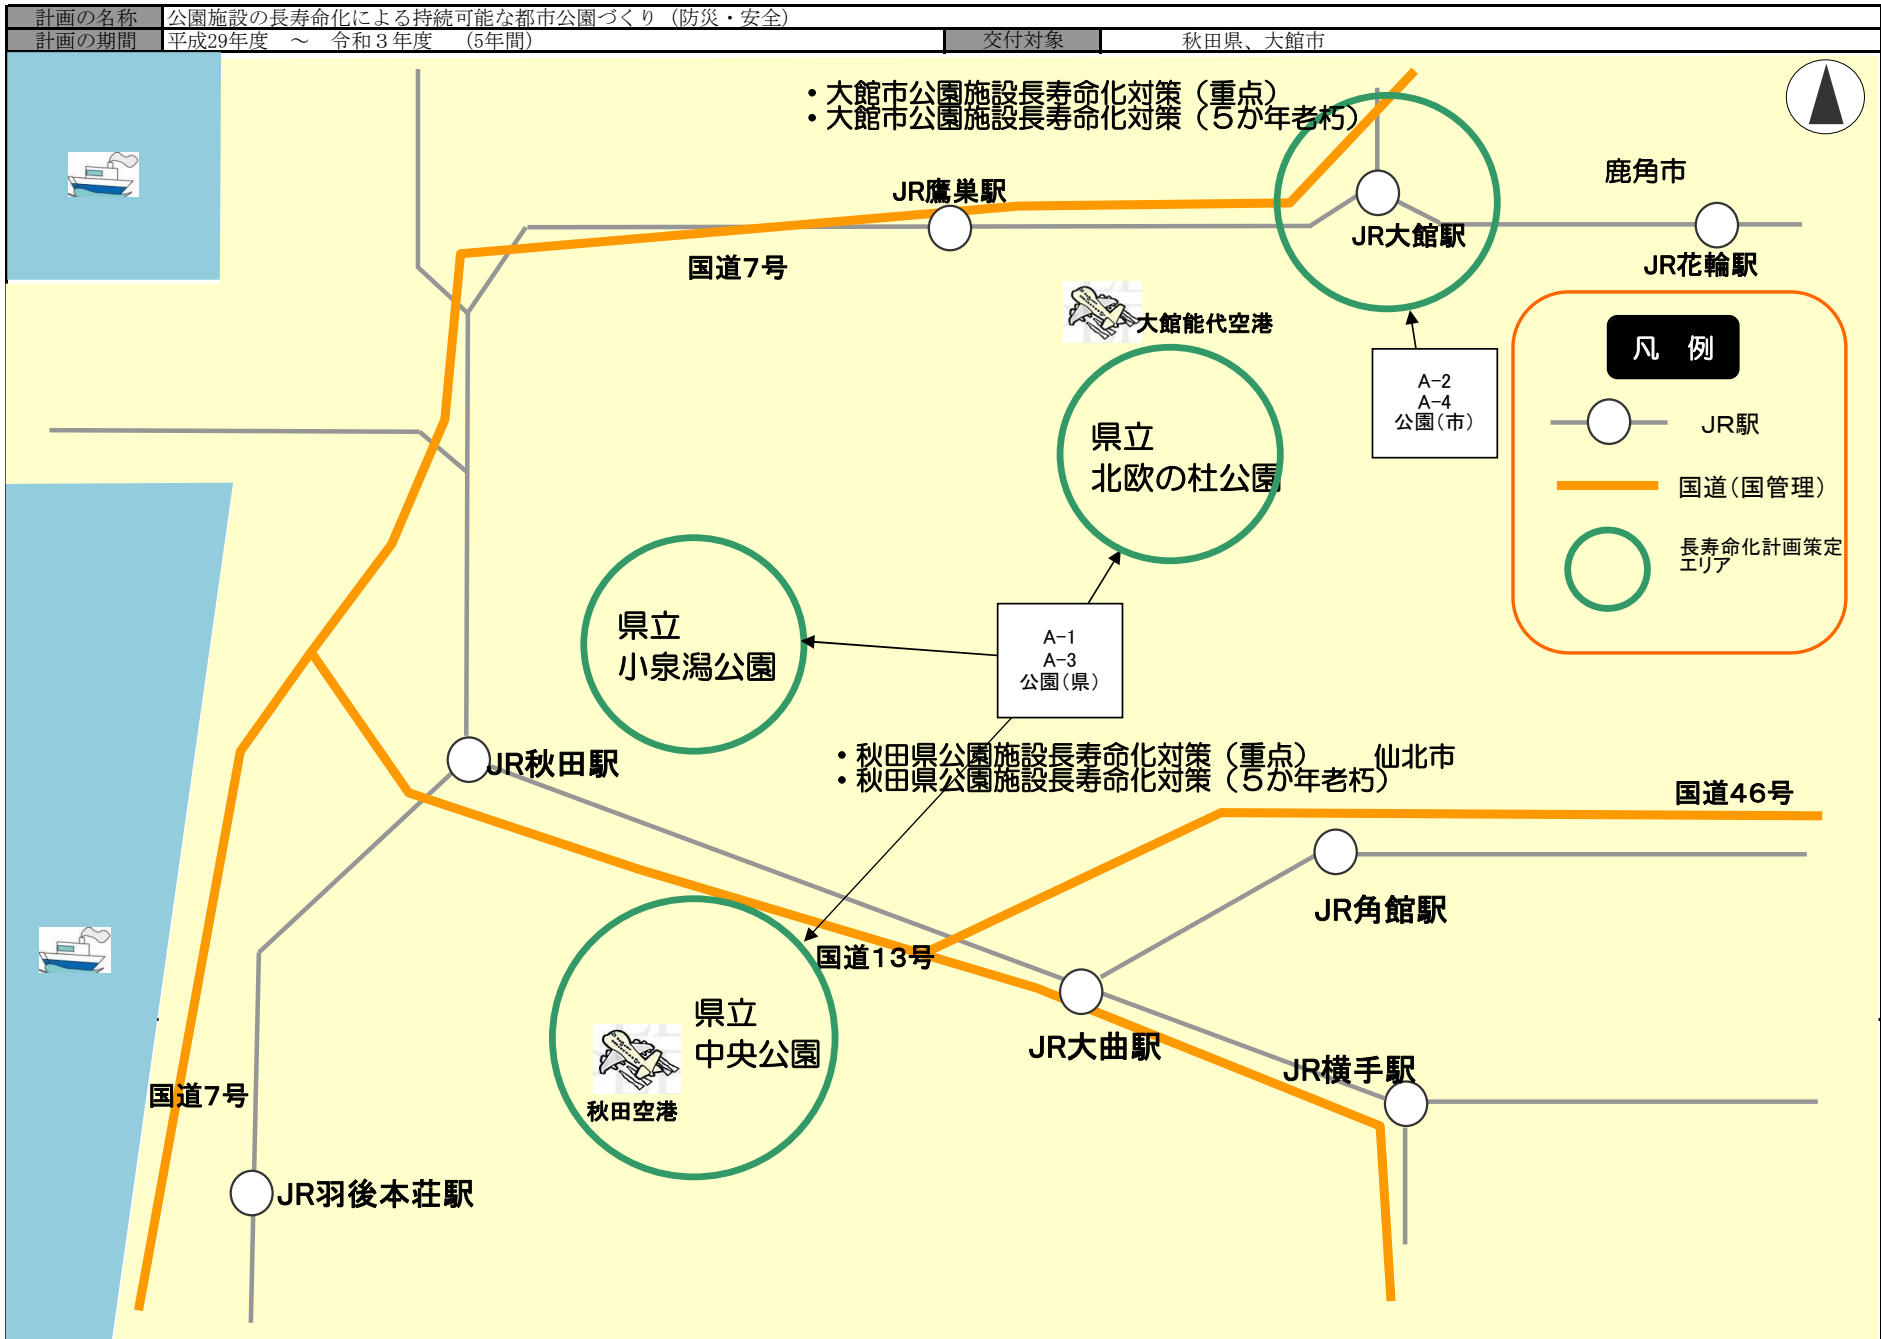 計画の名称 公園施設の長寿命化による持続可能な都市公園づくり（防災・安全）
計画の期間 平成29年度　～　令和３年度　（5年間） 交付対象 秋田県、大館市
・大館市公園施設長寿命化対策（重点）
・大館市公園施設長寿命化対策（５か年老朽）
鹿角市
JR鷹巣駅
JR大館駅
国道7号
JR花輪駅
大館能代空港
凡　例
A-2
A-4
公園（市）
JR駅
県立
北欧の杜公園
国道（国管理）
長寿命化計画策定
エリア
県立
小泉潟公園
A-1
A-3
公園（県）
JR秋田駅
・秋田県公園施設長寿命化対策（重点）
・秋田県公園施設長寿命化対策（５か年老朽）
仙北市
国道46号
JR角館駅
国道13号
県立
中央公園
JR大曲駅
JR横手駅
国道7号
秋田空港
JR羽後本荘駅